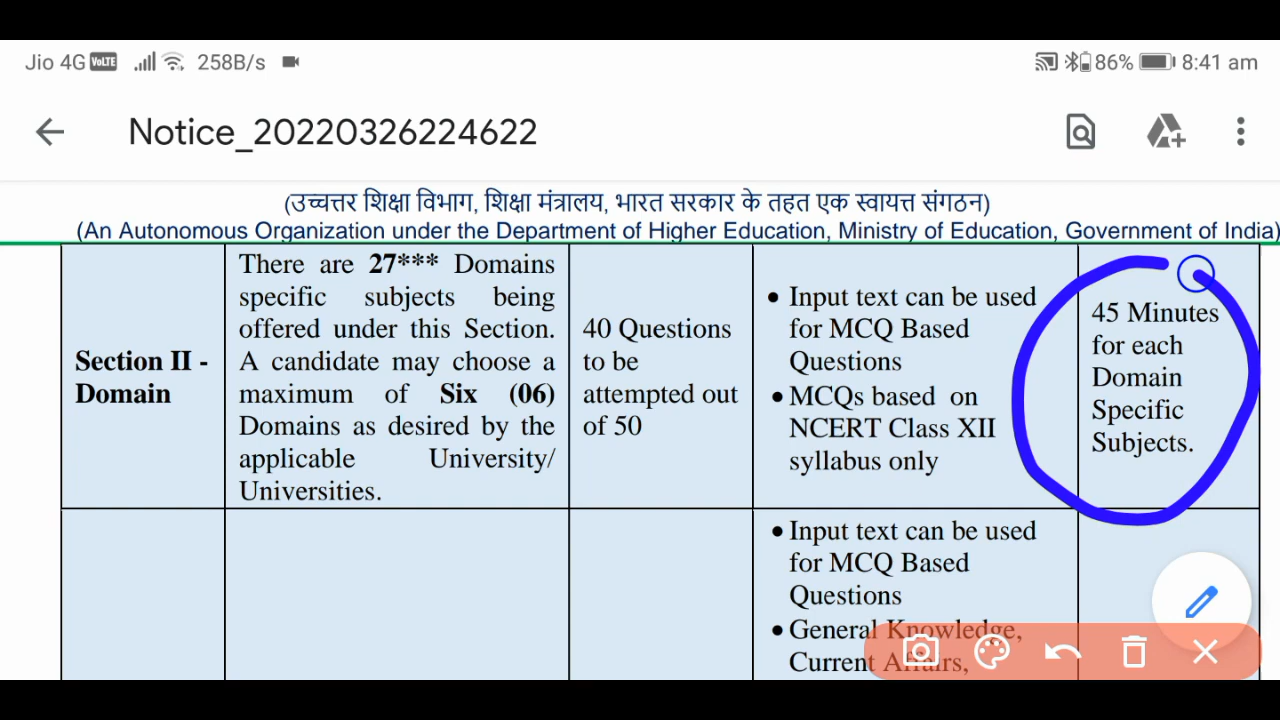 Jio 4G VoLTE 258B/s 86% 8:41 am
Notice_20220326224622
(उच्चत्तर शिक्षा विभाग, शिक्षा मंत्रालय, भारत सरकार के तहत एक स्वायत्त संगठन)
(An Autonomous Organization under the Department of Higher Education, Ministry of Education, Government of India)
Section II -
Domain
There are 27*** Domains
specific subjects being
offered under this Section.
A candidate may choose a
maximum of Six (06)
Domains as desired by the
applicable University/
Universities.
40 Questions
to be
attempted out
of 50
• Input text can be used
for MCQ Based
Questions
• MCQs based on
NCERT Class XII
syllabus only
45 Minutes
for each
Domain
Specific
Subjects.
• Input text can be used
for MCQ Based
Questions
• General Knowledge,
Current Affairs,